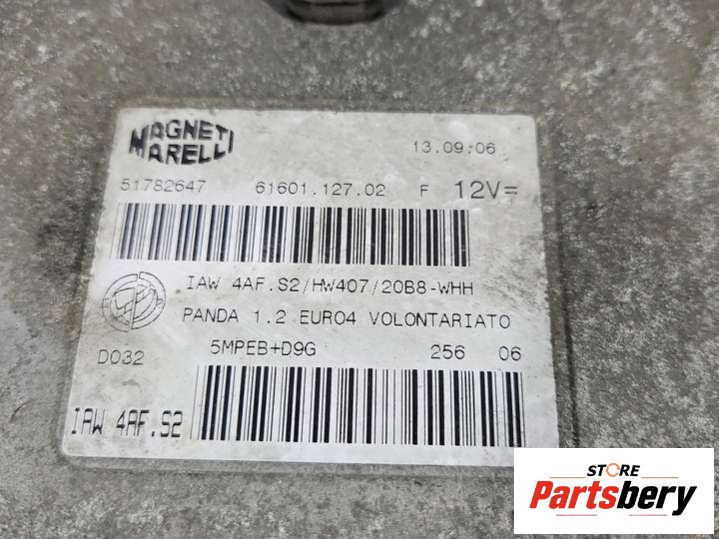 MAGNETI
MARELLI
13.09:06
51782647 61601.127.02 F 12V=
IAW 4AF.S2/HW407/20B8-WHH
PANDA 1.2 EURO4 VOLONTARIATO
D032 5MPEB+D9G 256 06
IAW 4AF.S2
STORE
Partsbery